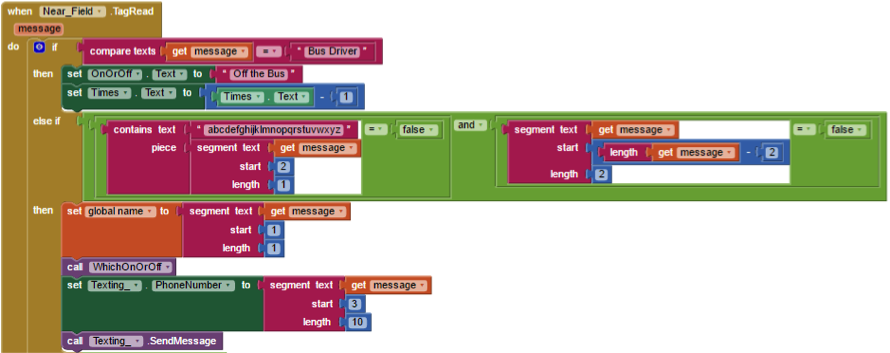 when Near_Field .TagRead
message
do if compare texts get message = " Bus Driver "
then set OnOrOff . Text to " Off the Bus "
set Times . Text to Times . Text - 1
else if contains text " abcdefghijklmnopqrstuvwxyz " = false and segment text get message = false
piece segment text get message start length get message - 2
start 2 length 2
length 1
then set global name to segment text get message
start 1
length 1
call WhichOnOrOff
set Texting_ . PhoneNumber to segment text get message
start 3
length 10
call Texting_ .SendMessage